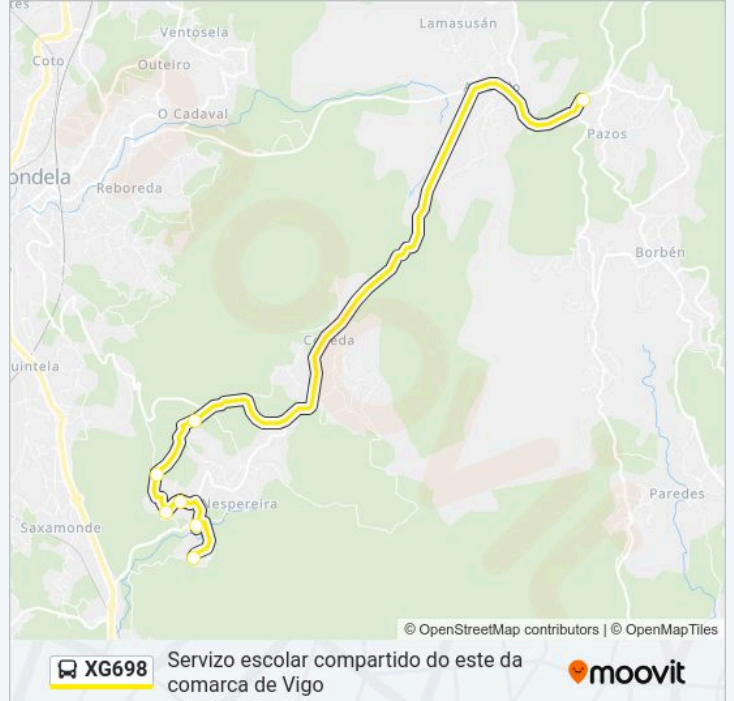 Lamasusán
Ventosela
Coto
Outeiro
O Cadaval
Pazos
ondela
Reboreda
Borbén
uintela
Nespereira
Paredes
Saxamonde
© OpenStreetMap contributors | © OpenMapTiles
XG698
Servizo escolar compartido do este da
comarca de Vigo
moovit